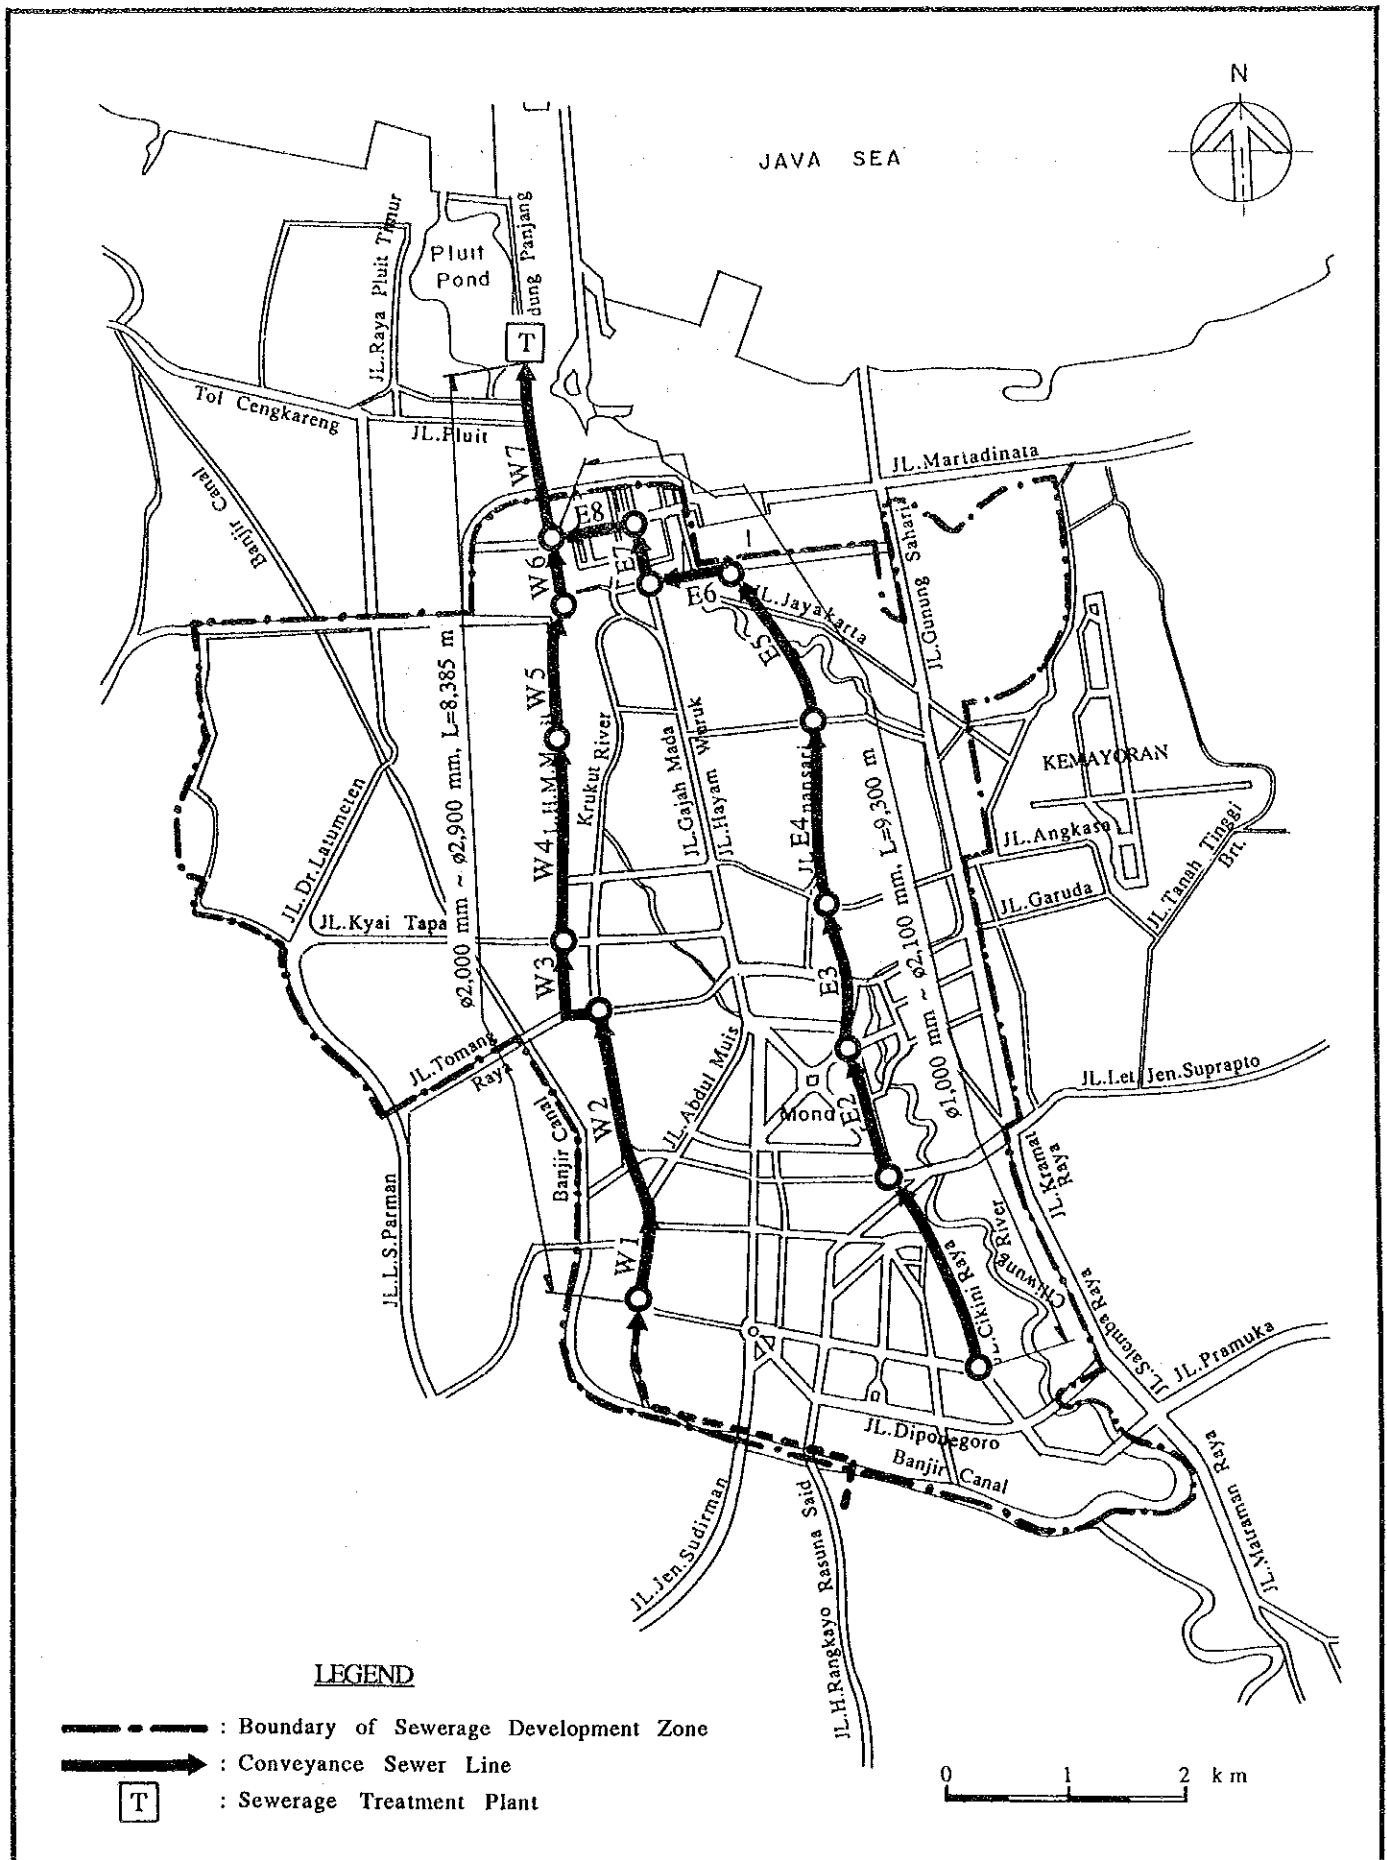 N
JAVA SEA
Pluit
Pond
dung Panjang
JL.Raya Pluit Timur
T
Tol Cengkareng
JL.Pluit
Banjir Canal
W7
JL.Martadinata
E8
E7
W6
E6
JL.Jayakarta
JL.Gunung Sahari
E5
W5
ø2,000 mm ~ ø2,900 mm, L=8,385 m
Krukut River
JL.Gajah Mada
JL.Hayam Wuruk
KEMAYORAN
JL.Dr.Latumeten
W4
J.H.M.M
E4
JL
nansari
JL.Angkasa
JL.Tanah Tinggi
Brt.
JL.Garuda
JL.Kyai Tapa
W3
E3
ø1,000 mm ~ ø2,100 mm, L=9,300 m
JL.Tomang
Raya
JL.Abdul Muis
JL.Let.Jen.Suprapto
W2
Mond
E2
Banjir Canal
JL.Kramat
Raya
JL.L.S.Parman
W1
JL.Cikini Raya
Ciliwung River
JL.Salemba Raya
JL.Pramuka
JL.Diponegoro
Banjir Canal
JL.Matraman Raya
JL.Jen.Sudirman
JL.H.Rangkayo Rasuna Said
LEGEND
: Boundary of Sewerage Development Zone
: Conveyance Sewer Line
T : Sewerage Treatment Plant
0 1 2 km